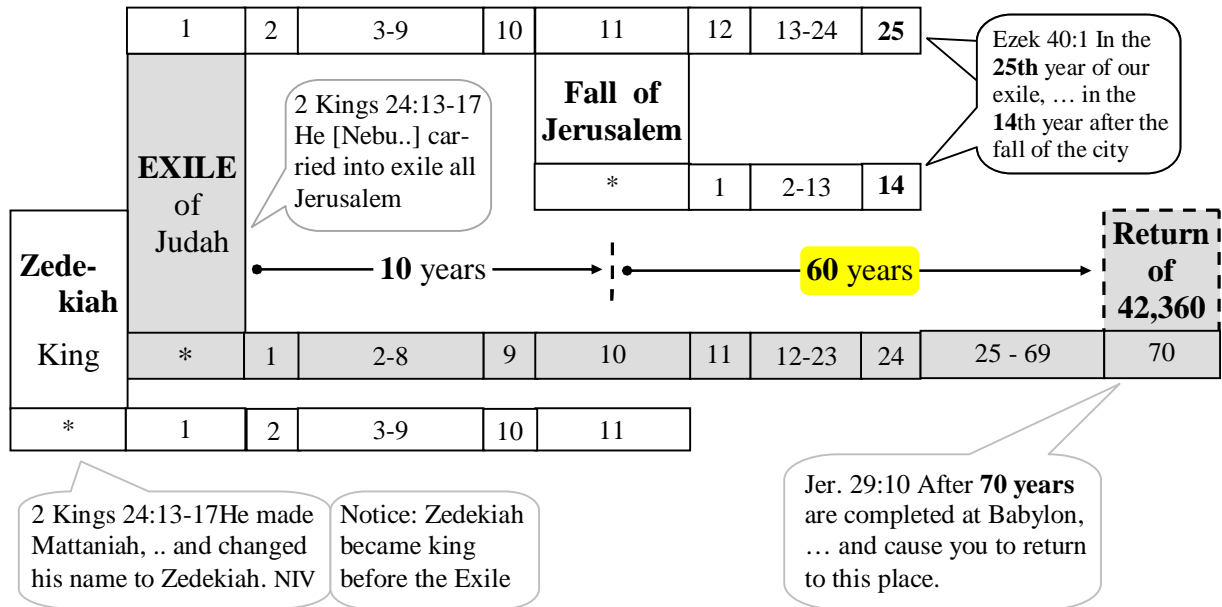 1 2 3-9 10 11 12 13-24 25
Ezek 40:1 In the
25th year of our
exile, … in the
14th year after the
fall of the city
2 Kings 24:13-17
He [Nebu..] car-
ried into exile all
Jerusalem
Fall of
Jerusalem
EXILE
of
Judah
* 1 2-13 14
Zede-
kiah
King
10 years
60 years
Return
of
42,360
* 1 2-8 9 10 11 12-23 24 25 - 69 70
* 1 2 3-9 10 11
2 Kings 24:13-17He made
Mattaniah, .. and changed
his name to Zedekiah. NIV
Notice: Zedekiah
became king
before the Exile
Jer. 29:10 After 70 years
are completed at Babylon,
… and cause you to return
to this place.